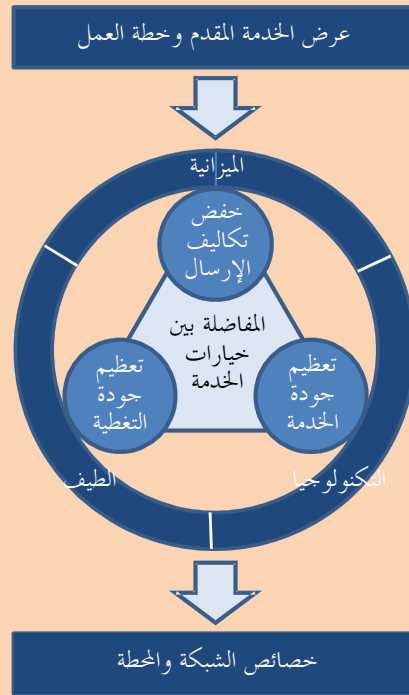 عرض الخدمة المقدم وخطة العمل
الميزانية
خفض
تكاليف
الإرسال
المفاضلة بين
خيارات
الخدمة
تعظيم
جودة
الخدمة
تعظيم
جودة
التغطية
التكنولوجيا
الطيف
خصائص الشبكة والمحطة